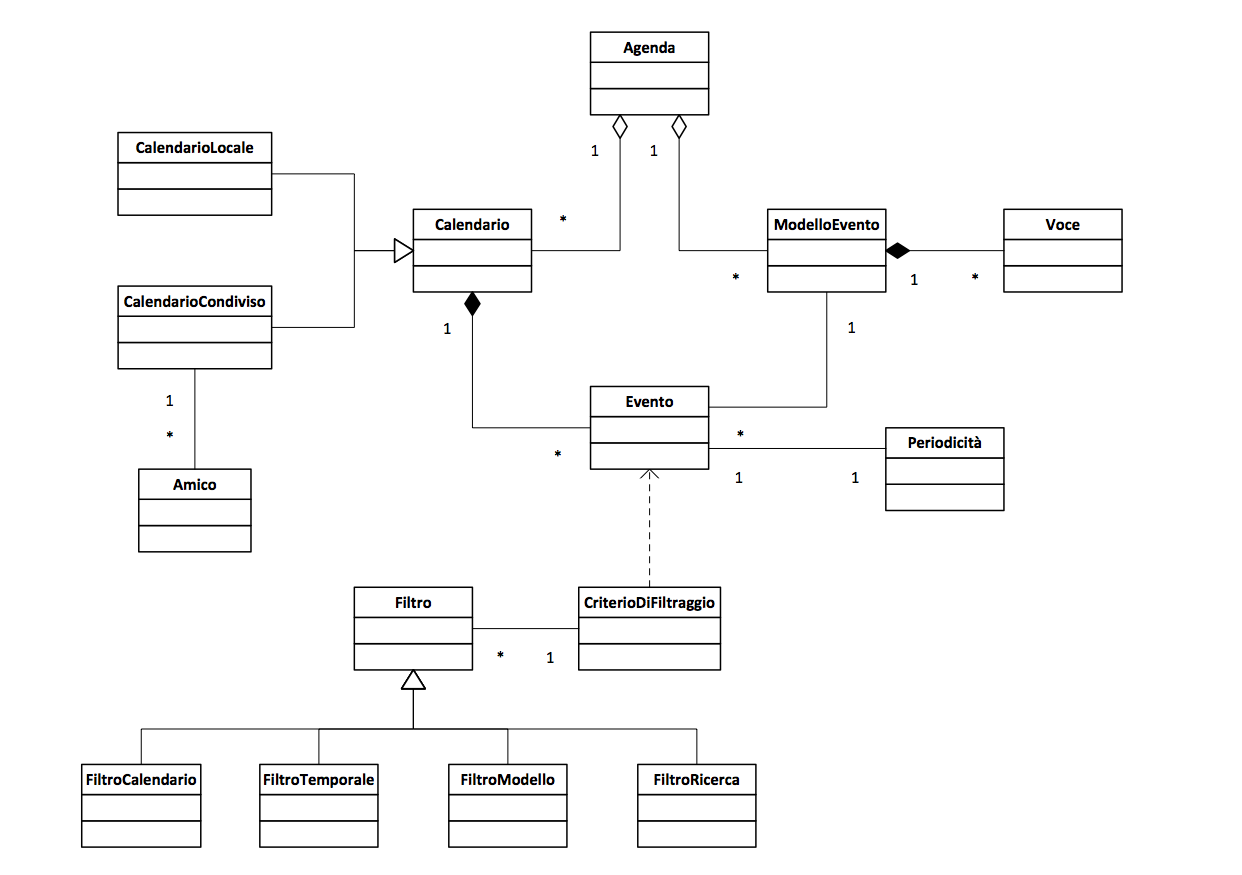 Agenda
1
1
CalendarioLocale
Calendario
*
ModelloEvento
*
1
*
Voce
CalendarioCondiviso
1
1
1
*
Amico
Evento
*
*
1
1
Periodicità
Filtro
*
1
CriterioDiFiltraggio
FiltroCalendario
FiltroTemporale
FiltroModello
FiltroRicerca